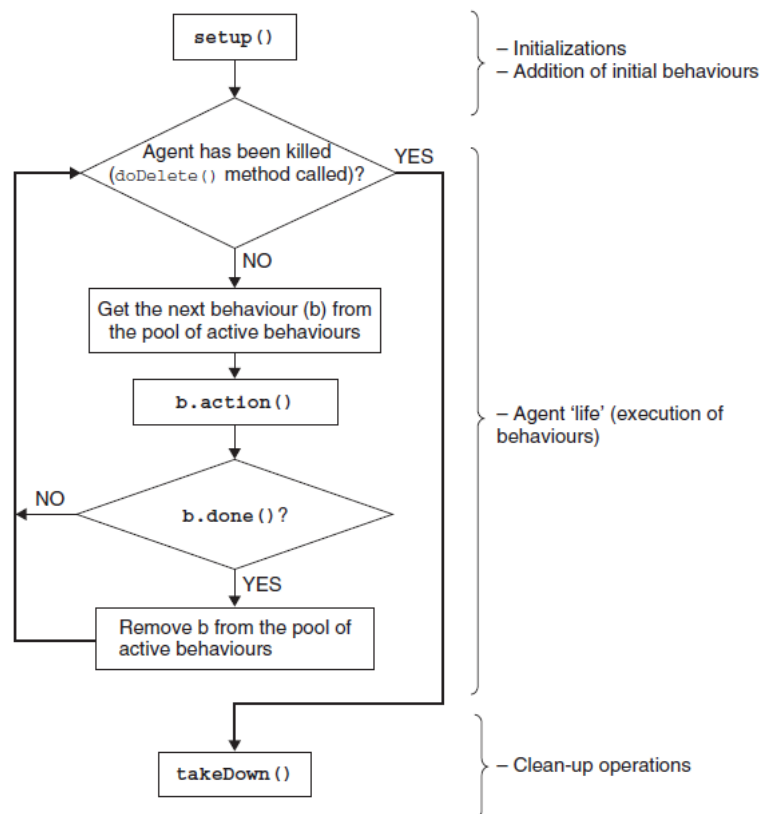 setup()
– Initializations
– Addition of initial behaviours
Agent has been killed
(doDelete() method called)?
YES
NO
Get the next behaviour (b) from
the pool of active behaviours
b.action()
– Agent ‘life’ (execution of
behaviours)
NO
b.done()?
YES
Remove b from the pool of
active behaviours
takeDown()
– Clean-up operations